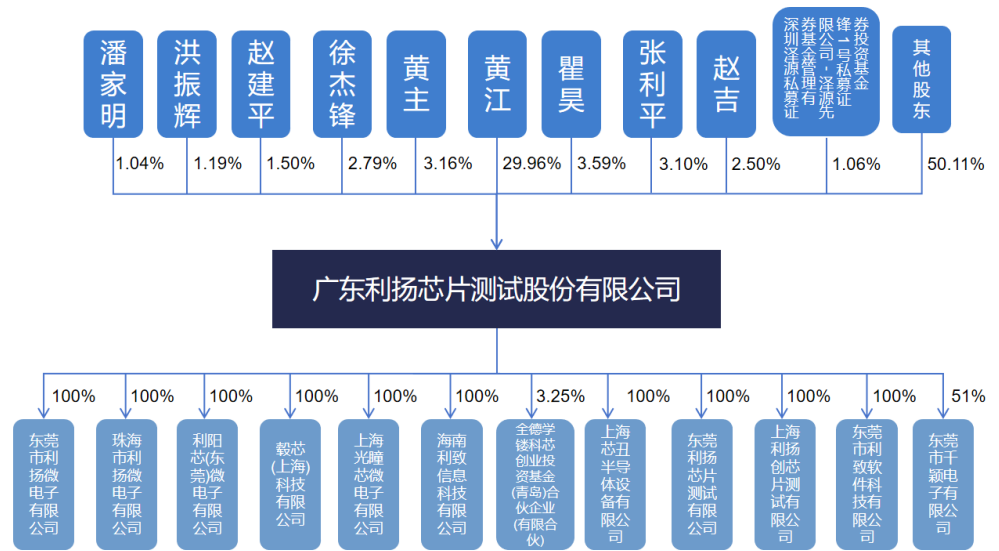 潘家明
洪振辉
赵建平
徐杰锋
黄主
黄江
瞿昊
张利平
赵吉
深圳泽源私募证
券基金管理有
限公司-泽源先
锋1号私募证
券投资基金
其他股东
1.04%
1.19%
1.50%
2.79%
3.16%
29.96%
3.59%
3.10%
2.50%
1.06%
50.11%
广东利扬芯片测试股份有限公司
100%
100%
100%
100%
100%
100%
3.25%
100%
100%
100%
100%
51%
东莞
市利
扬微
电子
有限
公司
珠海
市利
扬微
电子
有限
公司
利阳
芯(东
莞)微
电子
有限
公司
毂芯
(上海)
科技
有限
公司
上海
光瞳
芯微
电子
有限
公司
海南
利致
信息
科技
有限
公司
全德学
镂科芯
创业投
资基金
(青岛)合
伙企业
(有限合
伙)
上海
芯丑
半导
体设
备有
限公
司
东莞
利扬
芯片
测试
有限
公司
上海
利扬
创芯
片测
试有
限公
司
东莞
市利
致软
件科
技有
限公
司
东莞
市千
颖电
子有
限公
司